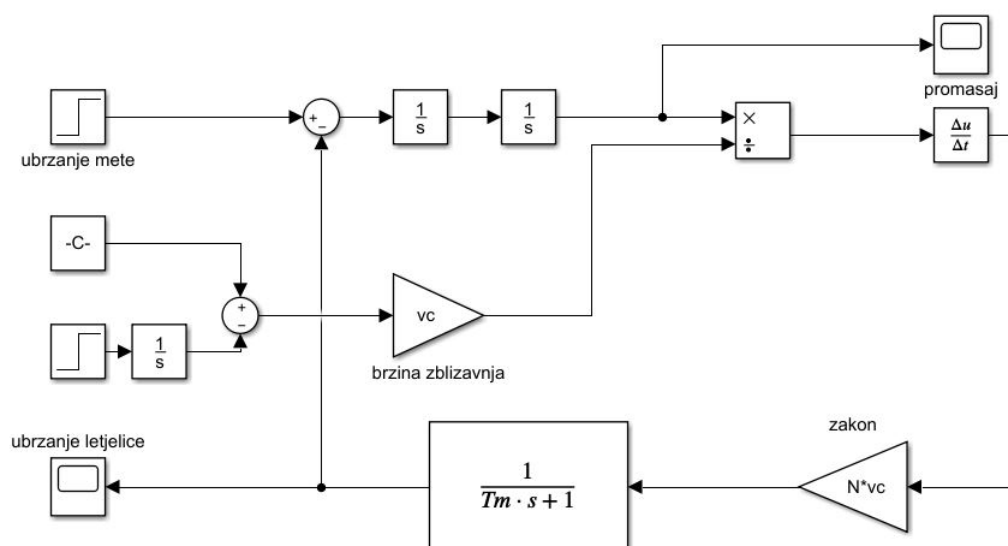 promasaj
ubrzanje mete
+
−
1
s
1
s
×
÷
Δu
Δt
-C-
+
−
1
s
vc
brzina zblizavnja
ubrzanje letjelice
zakon
1
Tm · s + 1
N*vc